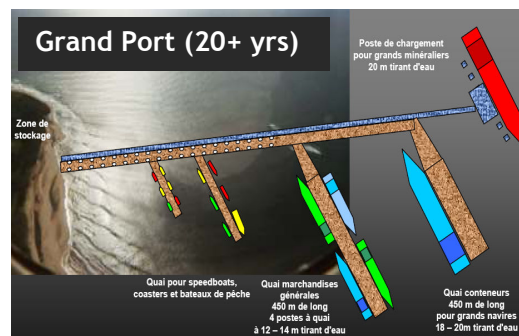 Grand Port (20+ yrs)
Poste de chargement
pour grands minéraliers
20 m tirant d'eau
Zone de
stockage
Quai pour speedboats,
coasters et bateaux de pêche
Quai marchandises
générales
450 m de long
4 postes à quai
à 12 – 14 m tirant d'eau
Quai conteneurs
450 m de long
pour grands navires
18 – 20m tirant d'eau